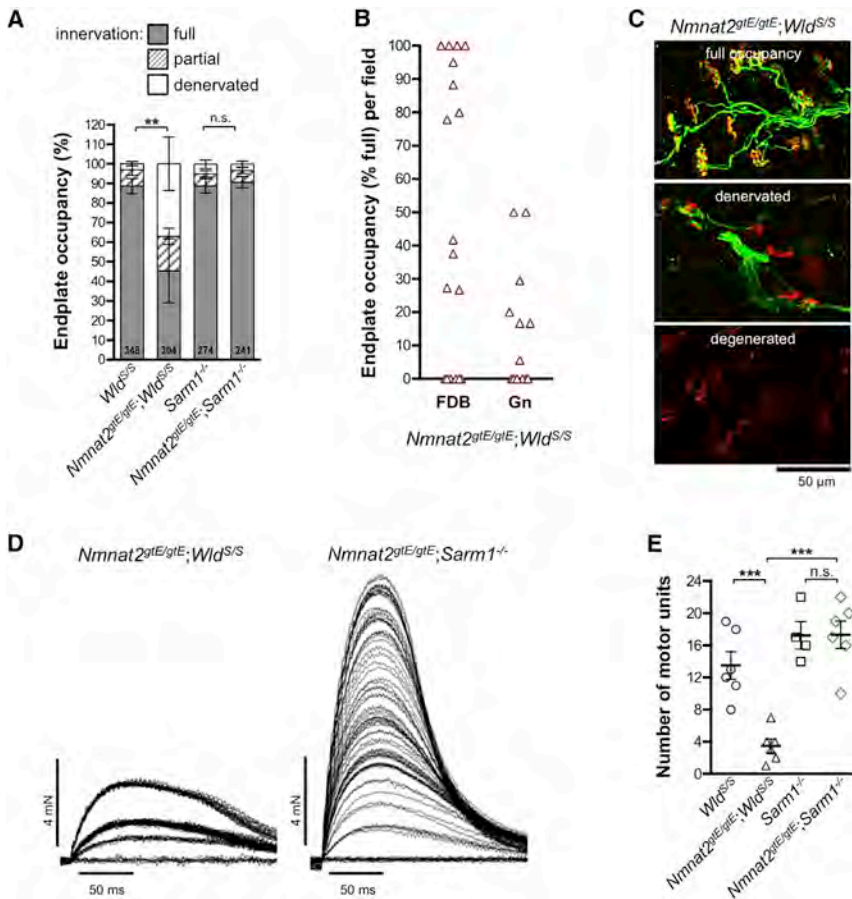 A
innervation: full
partial
denervated
** n.s.
Endplate occupancy (%)
120
110
100
90
80
70
60
50
40
30
20
10
0
348 394 274 241
Wld^S/S
Nmnat2^gtE/gtE;Wld^S/S
Sarm1^-/-
Nmnat2^gtE/gtE;Sarm1^-/-
B
Endplate occupancy (% full) per field
100
90
80
70
60
50
40
30
20
10
0
FDB Gn
Nmnat2^gtE/gtE;Wld^S/S
C
Nmnat2^gtE/gtE;Wld^S/S
full occupancy
denervated
degenerated
50 µm
D
Nmnat2^gtE/gtE;Wld^S/S
4 mN
50 ms
Nmnat2^gtE/gtE;Sarm1^-/-
4 mN
50 ms
E
***
*** n.s.
Number of motor units
24
20
16
12
8
4
0
Wld^S/S
Nmnat2^gtE/gtE;Wld^S/S
Sarm1^-/-
Nmnat2^gtE/gtE;Sarm1^-/-